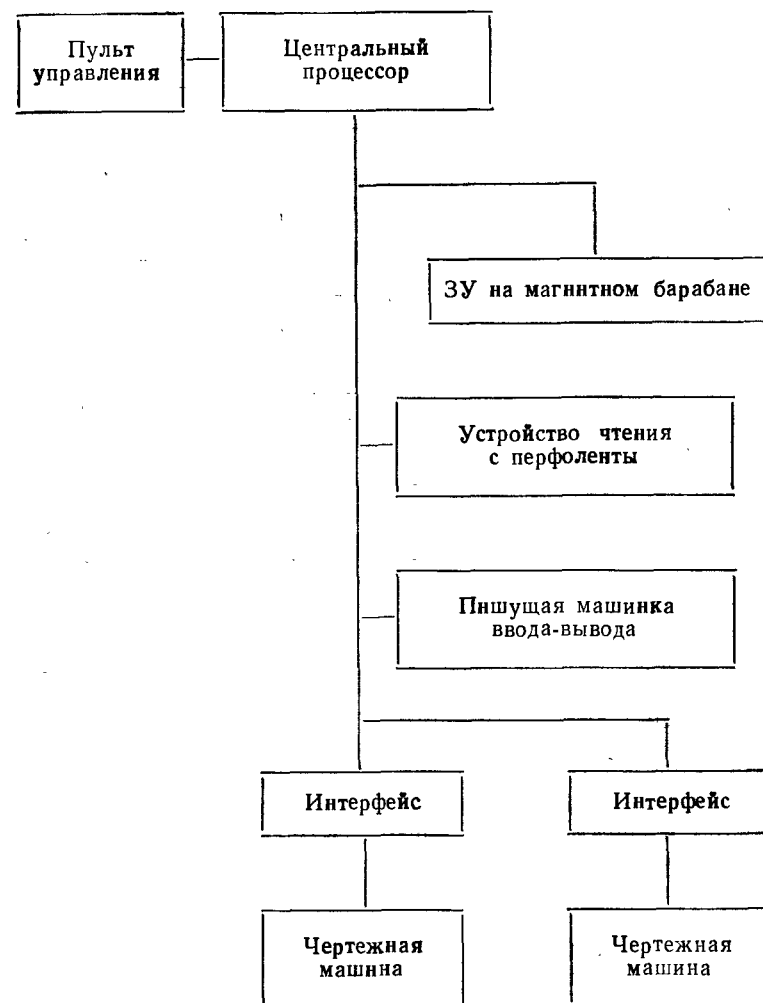 Пульт
управления
Центральный
процессор
ЗУ на магнитном барабане
Устройство чтения
с перфоленты
Пишущая машинка
ввода-вывода
Интерфейс
Интерфейс
Чертежная
машина
Чертежная
машина